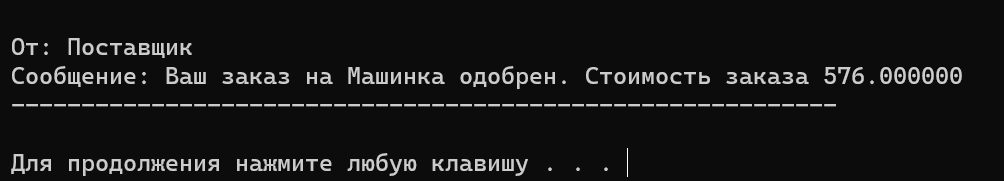 От: Поставщик
Сообщение: Ваш заказ на Машинка одобрен. Стоимость заказа 576.000000
-----------------------------------------------------------
Для продолжения нажмите любую клавишу . . .